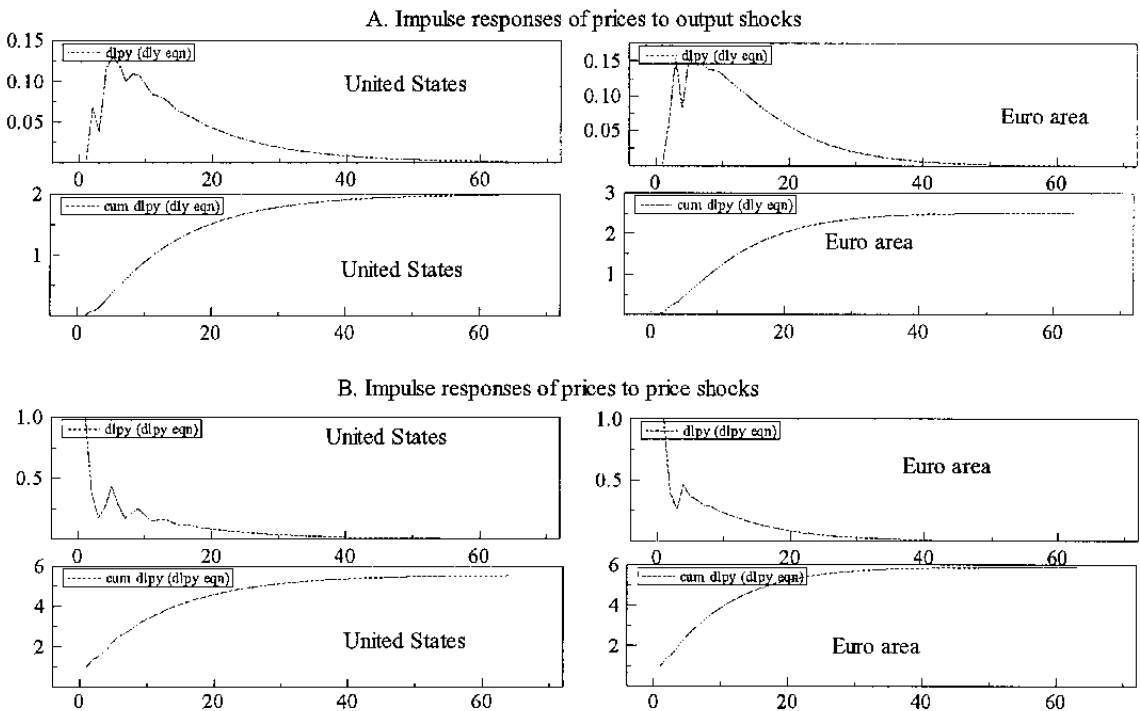 A. Impulse responses of prices to output shocks
0.15
dlpy (dly eqn)
United States
0.10
0.05
0 20 40 60
dlpy (dly eqn)
0.15
0.10
Euro area
0.05
0 20 40 60
2
cum dlpy (dly eqn)
1
United States
0 20 40 60
3
cum dlpy (dly eqn)
2
Euro area
1
0 20 40 60
B. Impulse responses of prices to price shocks
1.0
dlpy (dlpy eqn)
United States
0.5
0 20 40 60
1.0
dlpy (dlpy eqn)
Euro area
0.5
0 20 40 60
6
cum dlpy (dlpy eqn)
4
2
United States
0 20 40 60
6
cum dlpy (dlpy eqn)
4
2
Euro area
0 20 40 60